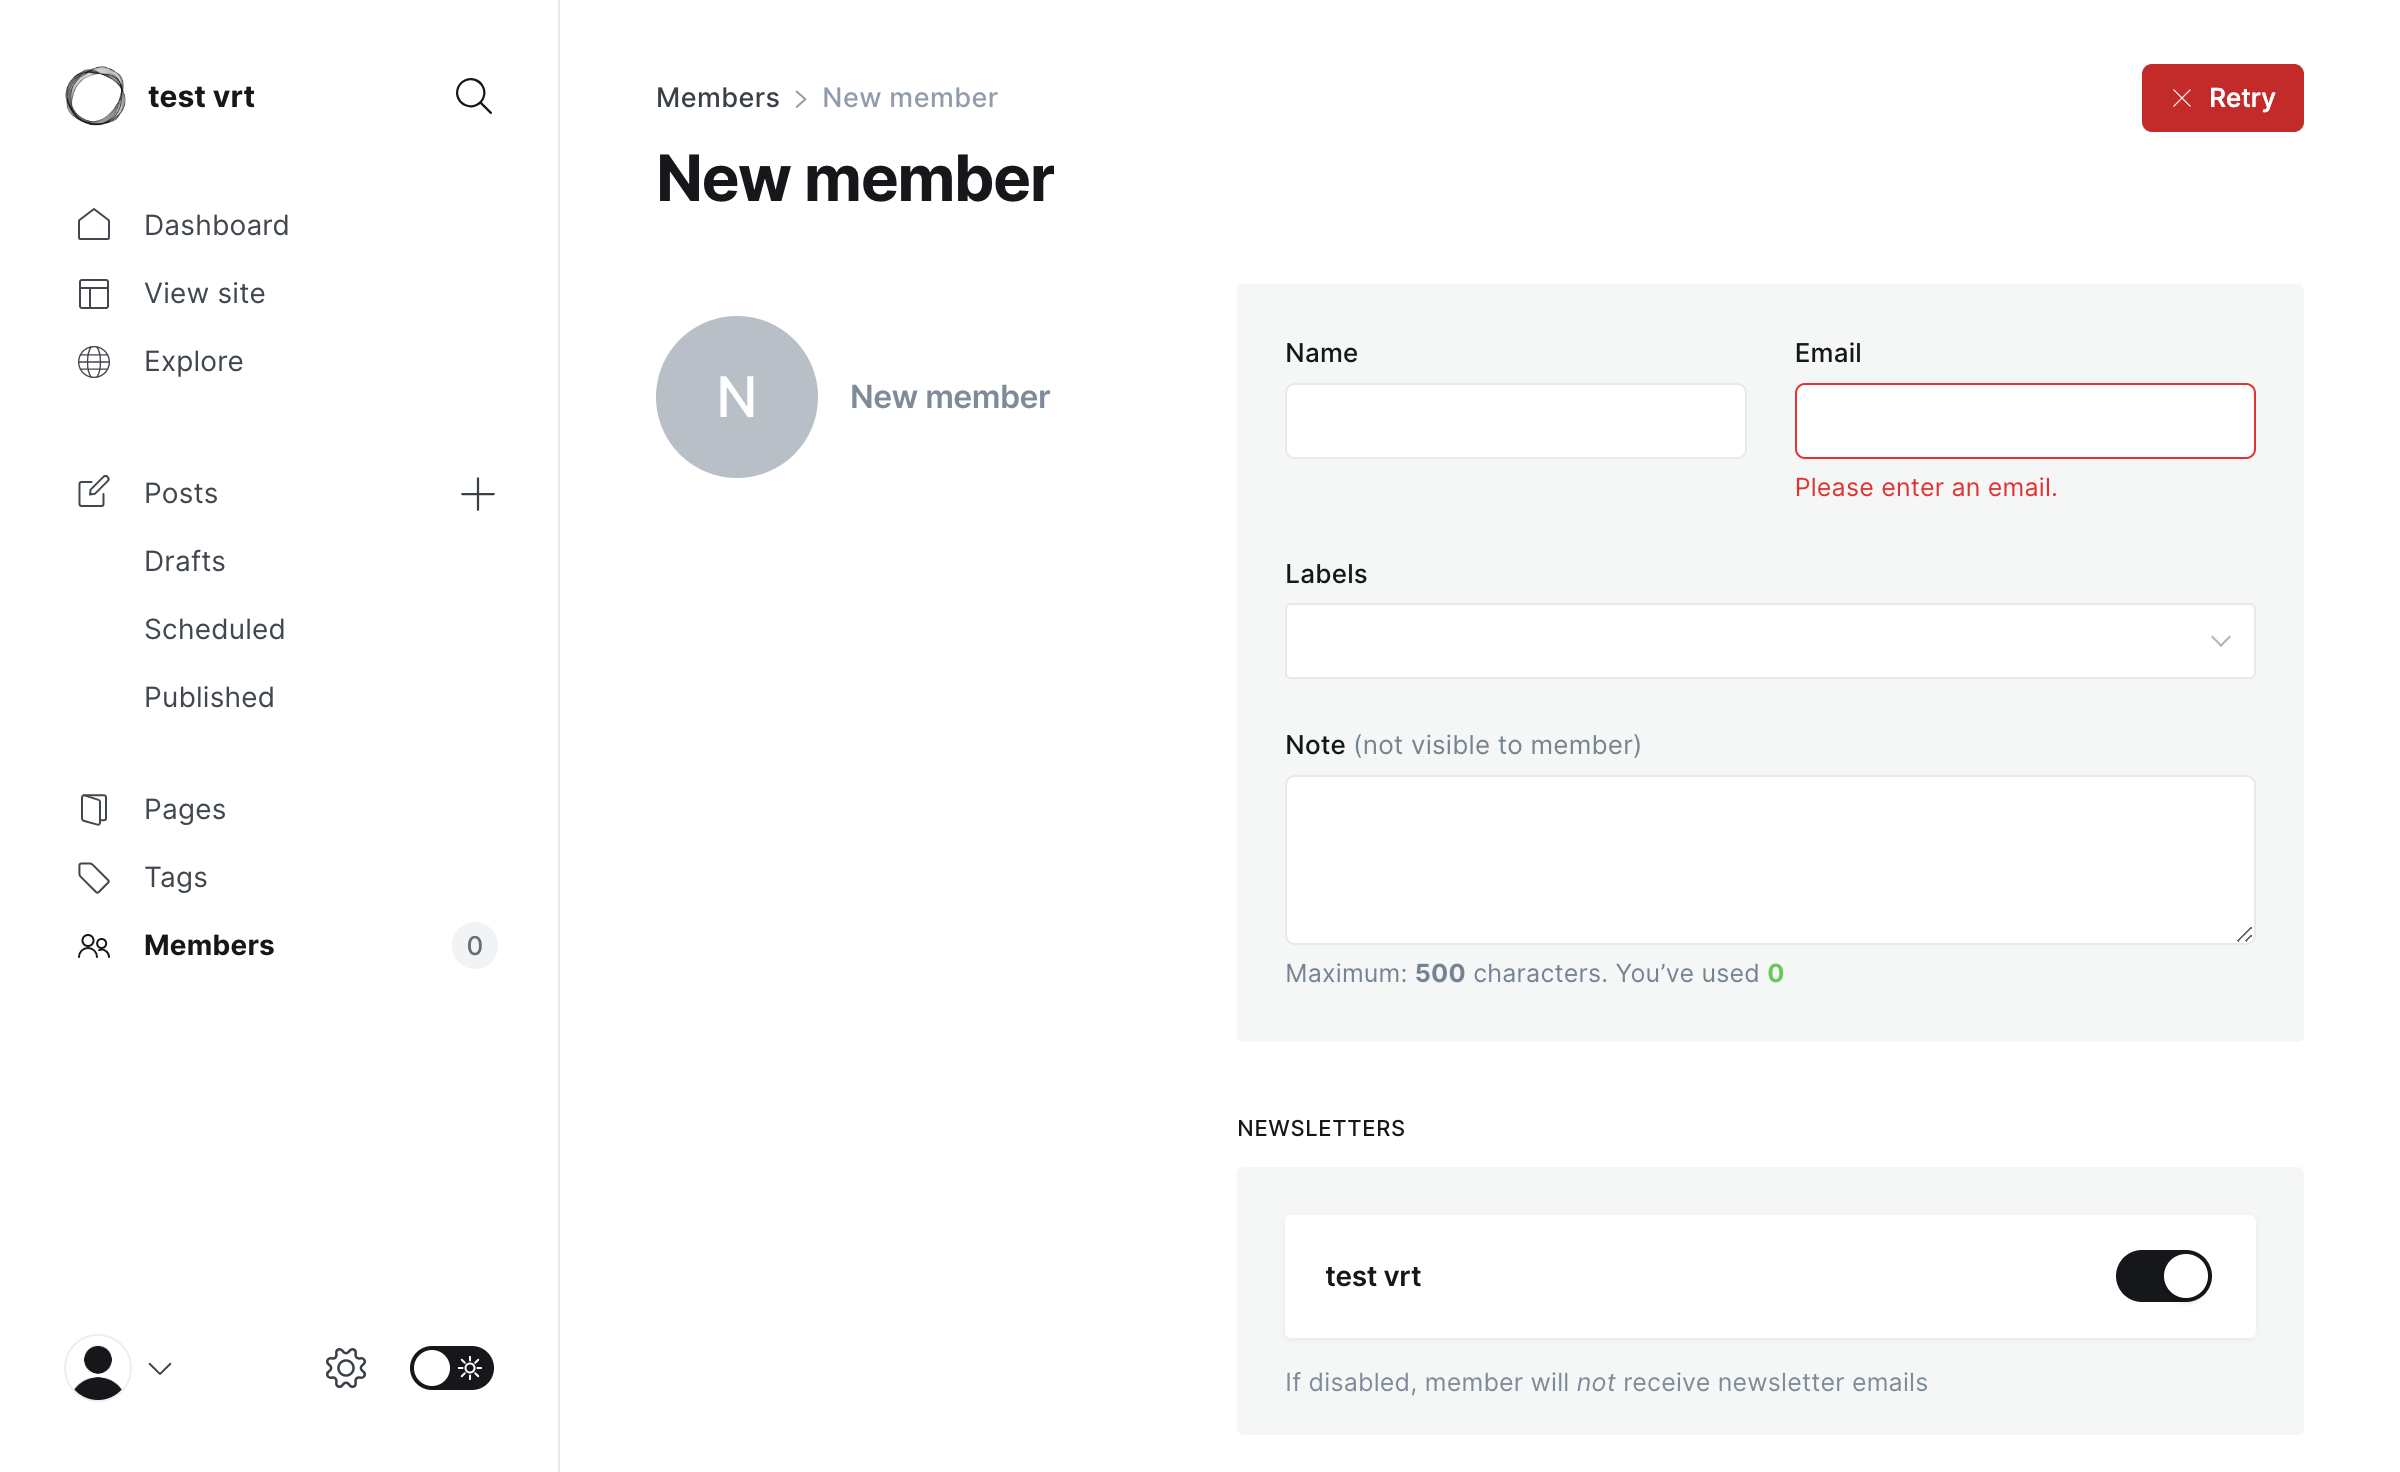 test vrt
Dashboard
View site
Explore
Posts
Drafts
Scheduled
Published
Pages
Tags
Members 0
Members > New member
Retry
New member
N
New member
Name
Email
Please enter an email.
Labels
Note (not visible to member)
Maximum: 500 characters. You’ve used 0
NEWSLETTERS
test vrt
If disabled, member will not receive newsletter emails